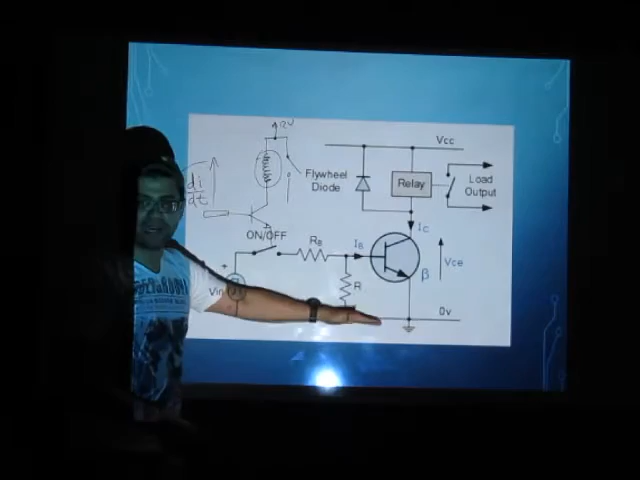 12V
di
dt
i
Vcc
Flywheel
Diode
Relay
Load
Output
ON/OFF
RB
IB
IC
Vce
β
+
Vin
R
0v